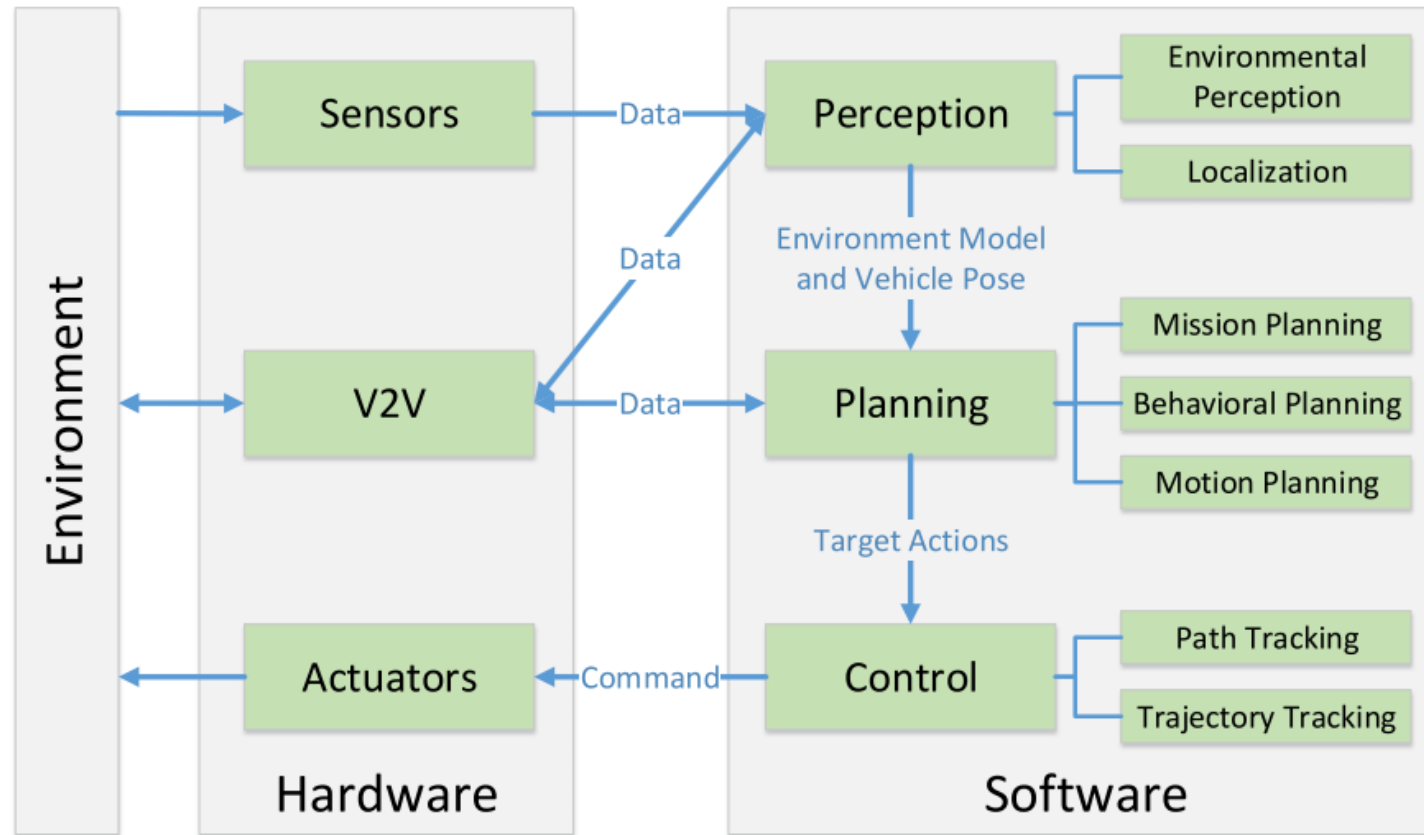 Environment
Sensors
V2V
Actuators
Hardware
Data
Data
Data
Command
Perception
Environment Model
and Vehicle Pose
Planning
Target Actions
Control
Environmental
Perception
Localization
Mission Planning
Behavioral Planning
Motion Planning
Path Tracking
Trajectory Tracking
Software